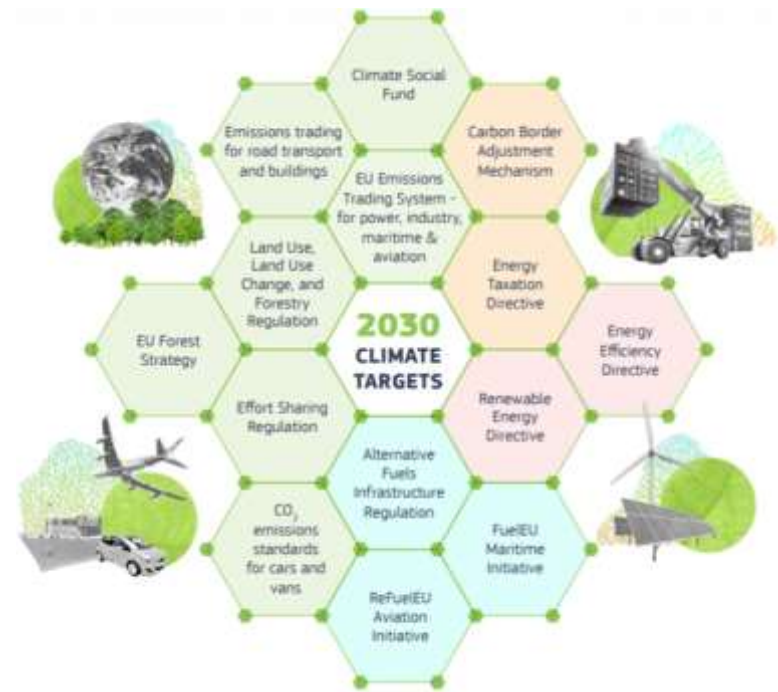 Climate Social
Fund
Emissions trading
for road transport
and buildings
Carbon Border
Adjustment
Mechanism
EU Emissions
Trading System -
for power, industry,
maritime &
aviation
Land Use,
Land Use
Change, and
Forestry
Regulation
Energy
Taxation
Directive
EU Forest
Strategy
2030
CLIMATE
TARGETS
Energy
Efficiency
Directive
Effort Sharing
Regulation
Renewable
Energy
Directive
Alternative
Fuels
Infrastructure
Regulation
CO₂
emissions
standards
for cars and
vans
FuelEU
Maritime
Initiative
ReFuelEU
Aviation
Initiative